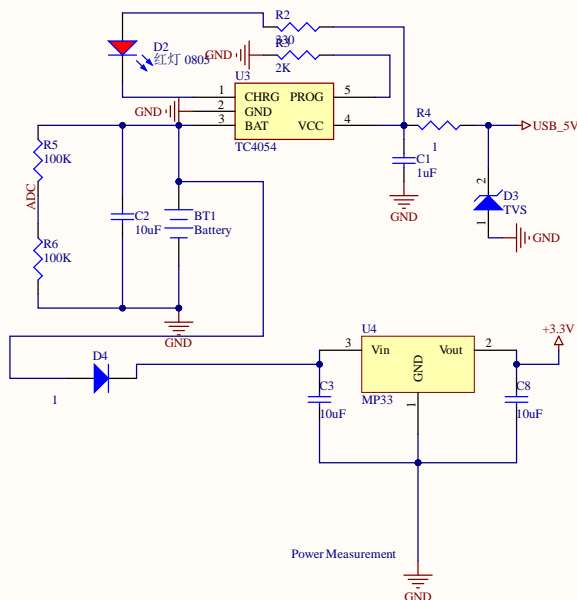 R2
330
D2
红灯 0805
GND
R3
2K
U3
1
CHRG
PROG
5
GND
2
GND
3
BAT
VCC
4
TC4054
R4
1
USB_5V
R5
100K
ADC
R6
100K
C2
10uF
BT1
Battery
GND
C1
1uF
GND
2
D3
TVS
1
GND
D4
1
U4
3
Vin
Vout
2
GND
1
MP33
+3.3V
C3
10uF
C8
10uF
Power Measurement
GND